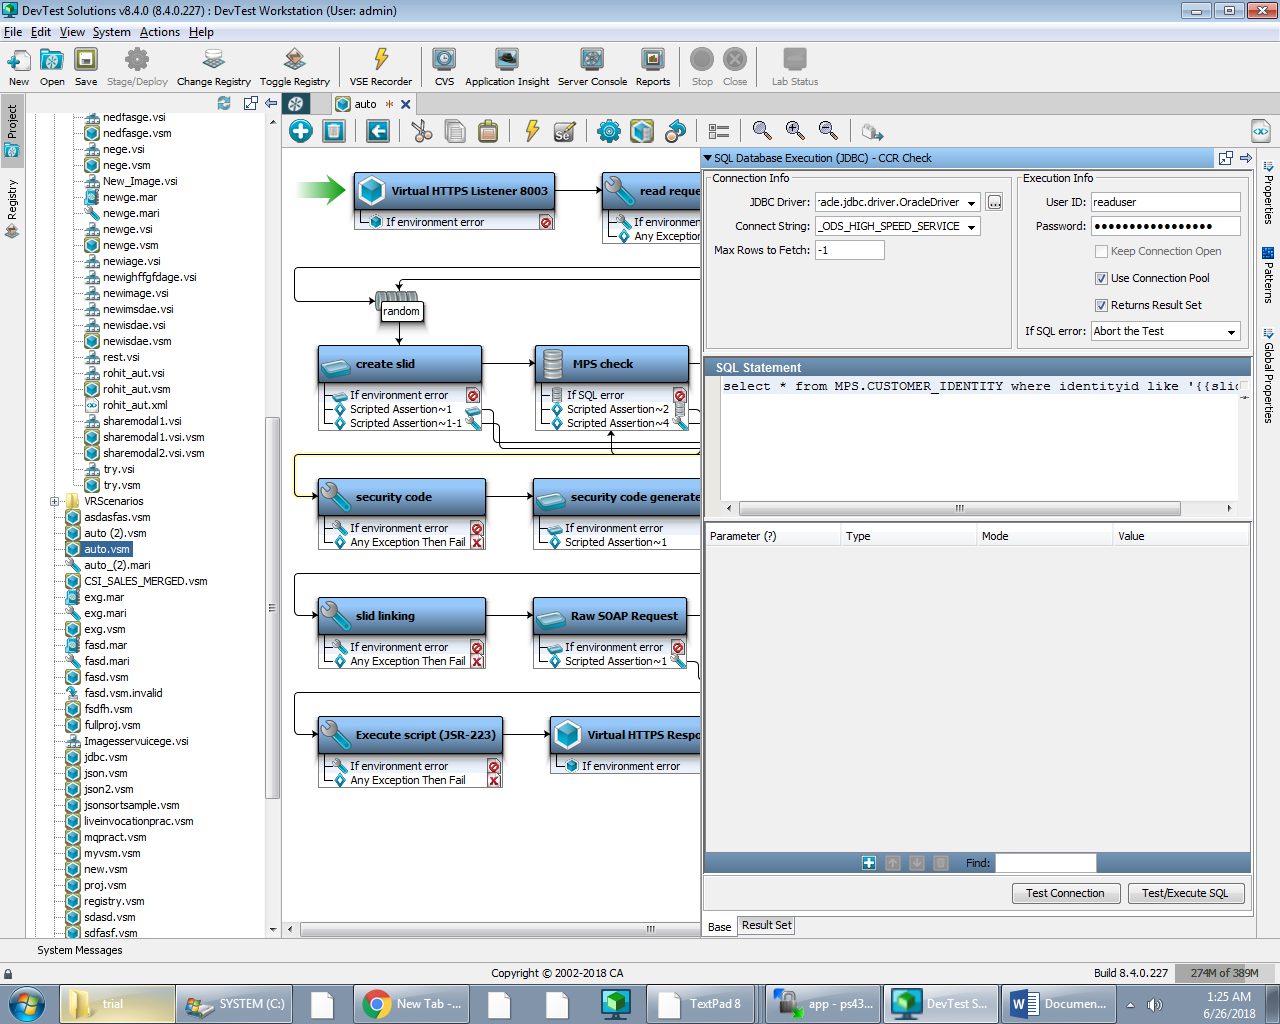 DevTest Solutions v8.4.0 (8.4.0.227) : DevTest Workstation (User: admin)
File Edit View System Actions Help
New Open Save Stage/Deploy Change Registry Toggle Registry VSE Recorder CVS Application Insight Server Console Reports Stop Close Lab Status
Project
Registry
nedfasge.vsi
nedfasge.vsm
nege.vsi
nege.vsm
New_Image.vsi
newge.mar
newge.mari
newge.vsi
newge.vsm
newiage.vsi
newighffgfdage.vsi
newimage.vsi
newimsdae.vsi
newisdae.vsi
newisdae.vsm
rest.vsi
rohit_aut.vsi
rohit_aut.vsm
rohit_aut.xml
sharemodal1.vsi
sharemodal1.vsi.vsm
sharemodal2.vsi.vsm
try.vsi
try.vsm
VRScenarios
asdasfas.vsm
auto (2).vsm
auto.vsm
auto_(2).mari
CSI_SALES_MERGED.vsm
exg.mar
exg.mari
exg.vsm
fasd.mar
fasd.mari
fasd.vsm
fasd.vsm.invalid
fsdfh.vsm
fullproj.vsm
Imagesservuicege.vsi
jdbc.vsm
json.vsm
json2.vsm
jsonsortsample.vsm
liveinvocationprac.vsm
mqpract.vsm
myvsm.vsm
new.vsm
proj.vsm
registry.vsm
sdasd.vsm
sdfasf.vsm
auto
Virtual HTTPS Listener 8003
If environment error
read reque
If environmen
Any Exception
random
create slid
If environment error
Scripted Assertion~1
Scripted Assertion~1-1
MPS check
If SQL error
Scripted Assertion~2
Scripted Assertion~4
security code
If environment error
Any Exception Then Fail
security code generate
If environment error
Scripted Assertion~1
slid linking
If environment error
Any Exception Then Fail
Raw SOAP Request
If environment error
Scripted Assertion~1
Execute script (JSR-223)
If environment error
Any Exception Then Fail
Virtual HTTPS Respo
If environment error
SQL Database Execution (JDBC) - CCR Check
Connection Info
JDBC Driver: racle.jdbc.driver.OracleDriver
Connect String: _ODS_HIGH_SPEED_SERVICE
Max Rows to Fetch: -1
Execution Info
User ID: readuser
Password: ●●●●●●●●●●●●●●●●●
Keep Connection Open
Use Connection Pool
Returns Result Set
If SQL error: Abort the Test
SQL Statement
select * from MPS.CUSTOMER_IDENTITY where identityid like '{{slid
Parameter (?) Type Mode Value
Find:
Test Connection Test/Execute SQL
Base Result Set
Properties
Patterns
Global Properties
System Messages
Copyright © 2002-2018 CA
Build 8.4.0.227 274M of 389M
trial SYSTEM (C:) New Tab -... TextPad 8 app - ps43... DevTest S... Documen...
1:25 AM
6/26/2018